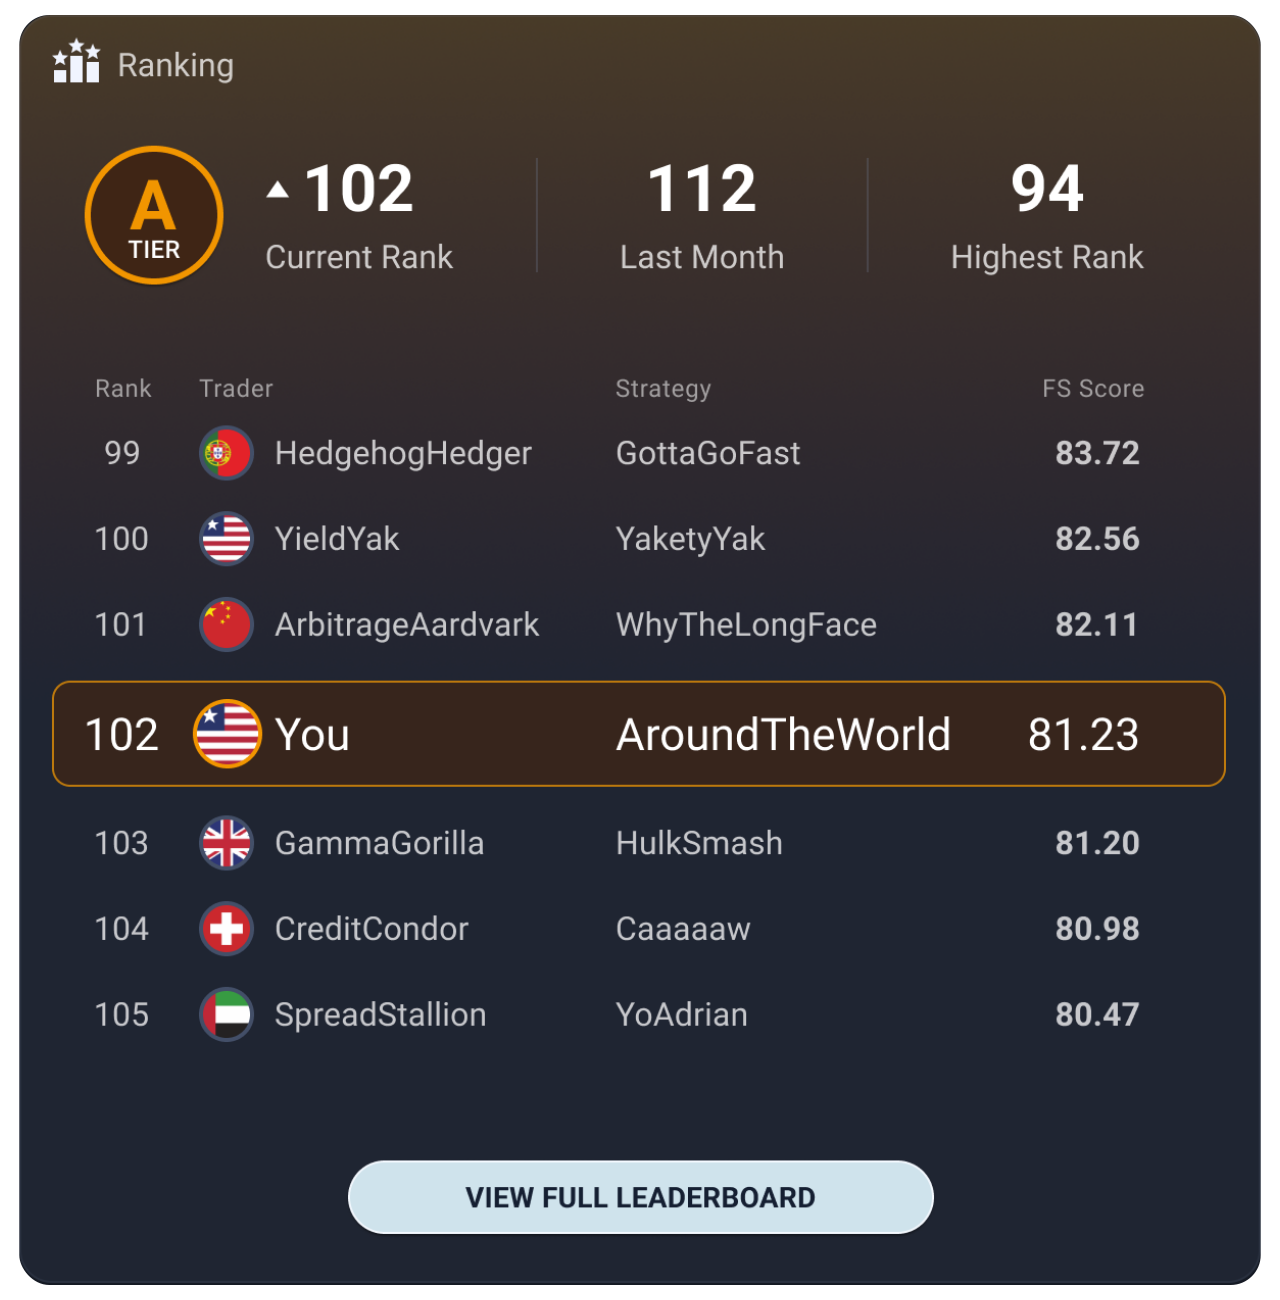 Ranking
A
TIER
102
Current Rank
112
Last Month
94
Highest Rank
Rank Trader Strategy FS Score
99 HedgehogHedger GottaGoFast 83.72
100 YieldYak YaketyYak 82.56
101 ArbitrageAardvark WhyTheLongFace 82.11
102 You AroundTheWorld 81.23
103 GammaGorilla HulkSmash 81.20
104 CreditCondor Caaaaaw 80.98
105 SpreadStallion YoAdrian 80.47
VIEW FULL LEADERBOARD